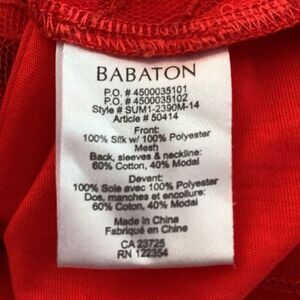 BABATON
P.O. # 4500035101
P.O. # 4500035102
Style # SUM1-2390M-14
Article # 50414
Front:
100% Silk w/ 100% Polyester
Mesh
Back, sleeves & neckline:
60% Cotton, 40% Modal
Devant:
100% Soie avec 100% Polyester
Dos, manches et encolure:
60% Coton, 40% Modal
Made in China
Fabriqué en Chine
CA 23725
RN 122354